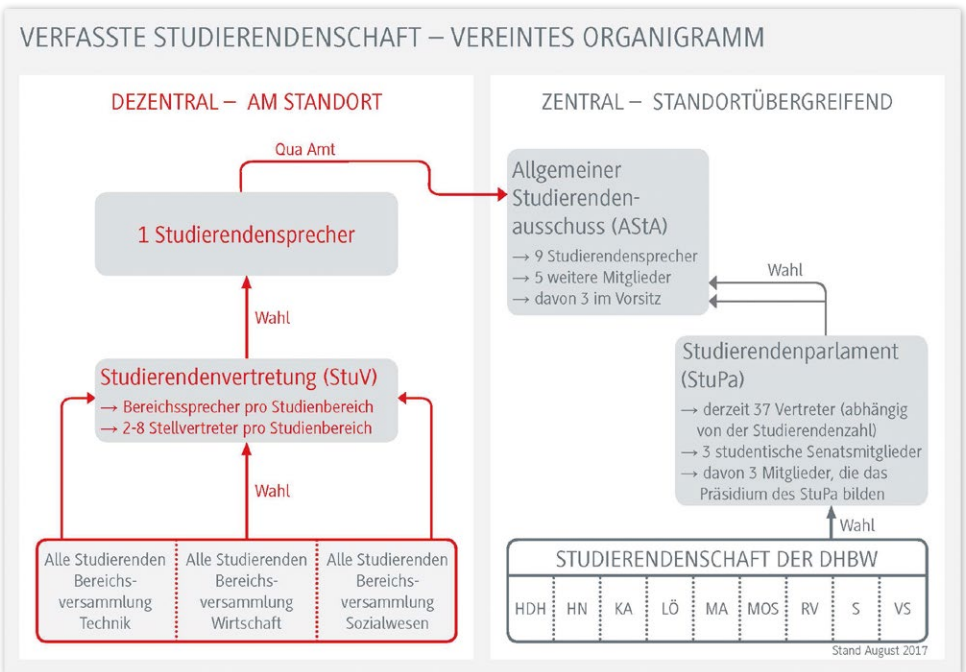 VERFASSTE STUDIERENDENSCHAFT – VEREINTES ORGANIGRAMM
DEZENTRAL – AM STANDORT
Qua Amt
1 Studierendensprecher
Wahl
Studierendenvertretung (StuV)
→ Bereichssprecher pro Studienbereich
→ 2-8 Stellvertreter pro Studienbereich
Wahl
Alle Studierenden
Bereichs-
versammlung
Technik
Alle Studierenden
Bereichs-
versammlung
Wirtschaft
Alle Studierenden
Bereichs-
versammlung
Sozialwesen
ZENTRAL – STANDORTÜBERGREIFEND
Allgemeiner
Studierenden-
ausschuss (AStA)
→ 9 Studierendensprecher
→ 5 weitere Mitglieder
→ davon 3 im Vorsitz
Wahl
Studierendenparlament
(StuPa)
→ derzeit 37 Vertreter (abhängig
von der Studierendenzahl)
→ 3 studentische Senatsmitglieder
→ davon 3 Mitglieder, die das
Präsidium des StuPa bilden
Wahl
STUDIERENDENSCHAFT DER DHBW
HDH HN KA LÖ MA MOS RV S VS
Stand August 2017